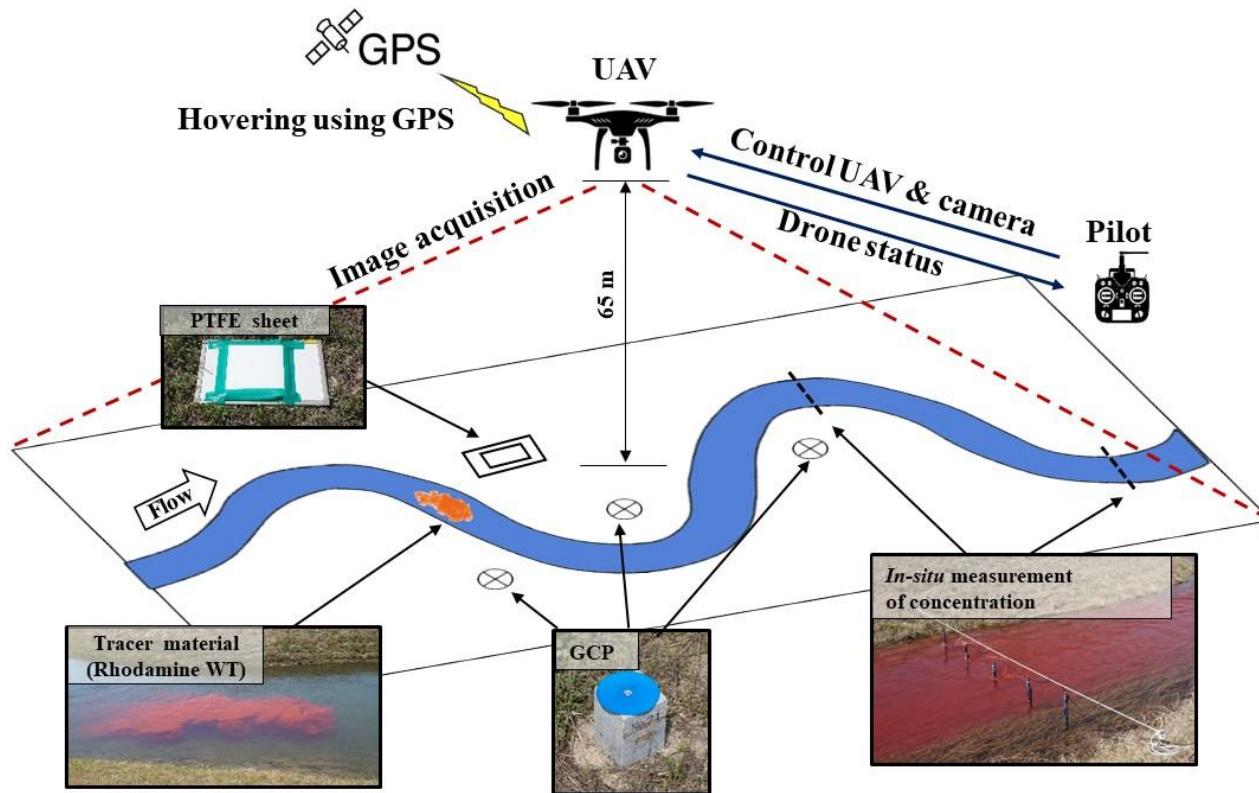 GPS
UAV
Hovering using GPS
Control UAV & camera
Drone status
Pilot
Image acquisition
65 m
PTFE sheet
Flow
In-situ measurement
of concentration
Tracer material
(Rhodamine WT)
GCP